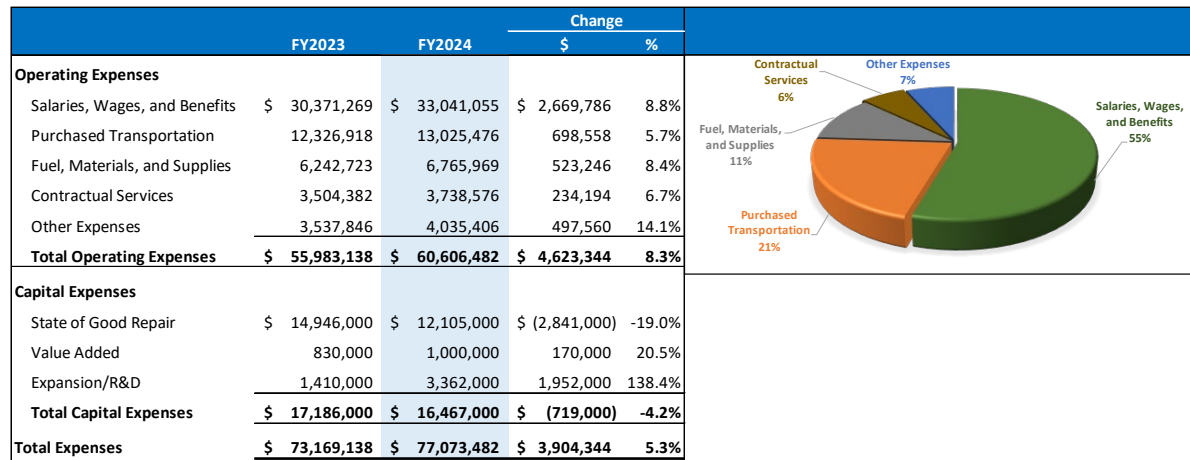 Change
FY2023 FY2024 $ %
Operating Expenses
Salaries, Wages, and Benefits $ 30,371,269 $ 33,041,055 $ 2,669,786 8.8%
Purchased Transportation 12,326,918 13,025,476 698,558 5.7%
Fuel, Materials, and Supplies 6,242,723 6,765,969 523,246 8.4%
Contractual Services 3,504,382 3,738,576 234,194 6.7%
Other Expenses 3,537,846 4,035,406 497,560 14.1%
Total Operating Expenses $ 55,983,138 $ 60,606,482 $ 4,623,344 8.3%
Capital Expenses
State of Good Repair $ 14,946,000 $ 12,105,000 $ (2,841,000) -19.0%
Value Added 830,000 1,000,000 170,000 20.5%
Expansion/R&D 1,410,000 3,362,000 1,952,000 138.4%
Total Capital Expenses $ 17,186,000 $ 16,467,000 $ (719,000) -4.2%
Total Expenses $ 73,169,138 $ 77,073,482 $ 3,904,344 5.3%
Contractual
Services
6%
Other Expenses
7%
Salaries, Wages,
and Benefits
55%
Fuel, Materials,
and Supplies
11%
Purchased
Transportation
21%